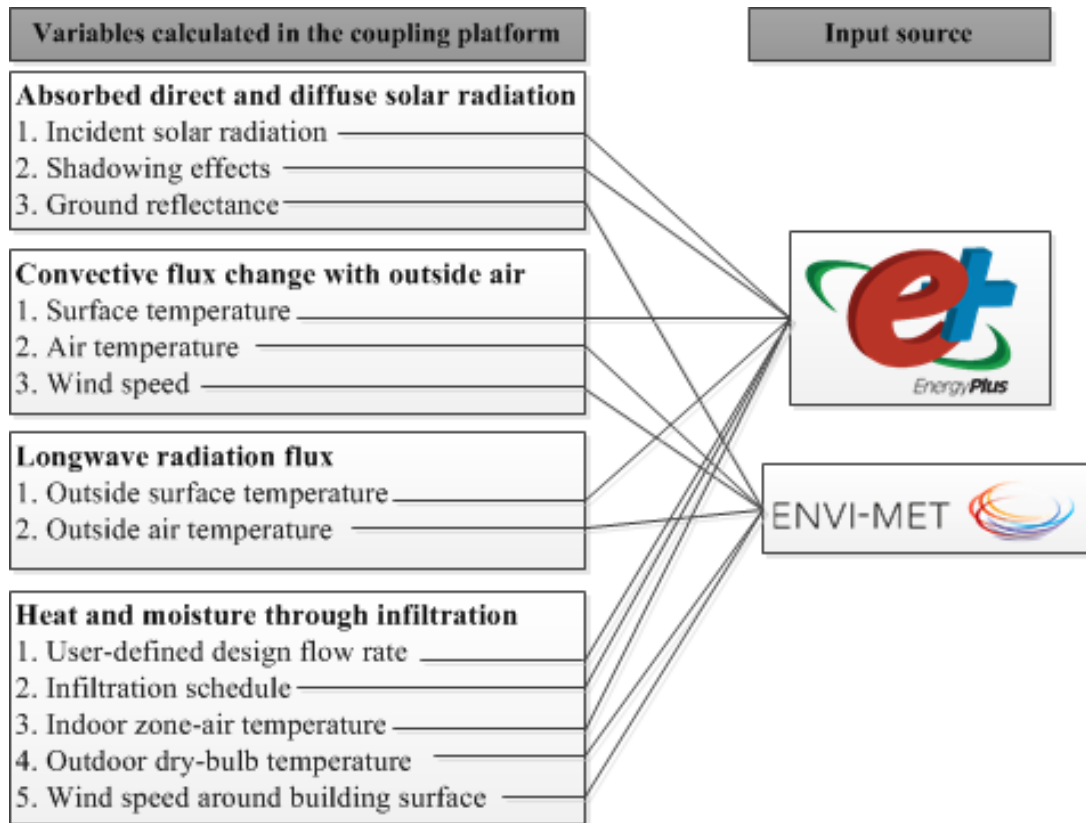 Variables calculated in the coupling platform
Input source
Absorbed direct and diffuse solar radiation
1. Incident solar radiation
2. Shadowing effects
3. Ground reflectance
Convective flux change with outside air
1. Surface temperature
2. Air temperature
3. Wind speed
Longwave radiation flux
1. Outside surface temperature
2. Outside air temperature
Heat and moisture through infiltration
1. User-defined design flow rate
2. Infiltration schedule
3. Indoor zone-air temperature
4. Outdoor dry-bulb temperature
5. Wind speed around building surface
e+
EnergyPlus
ENVI-MET